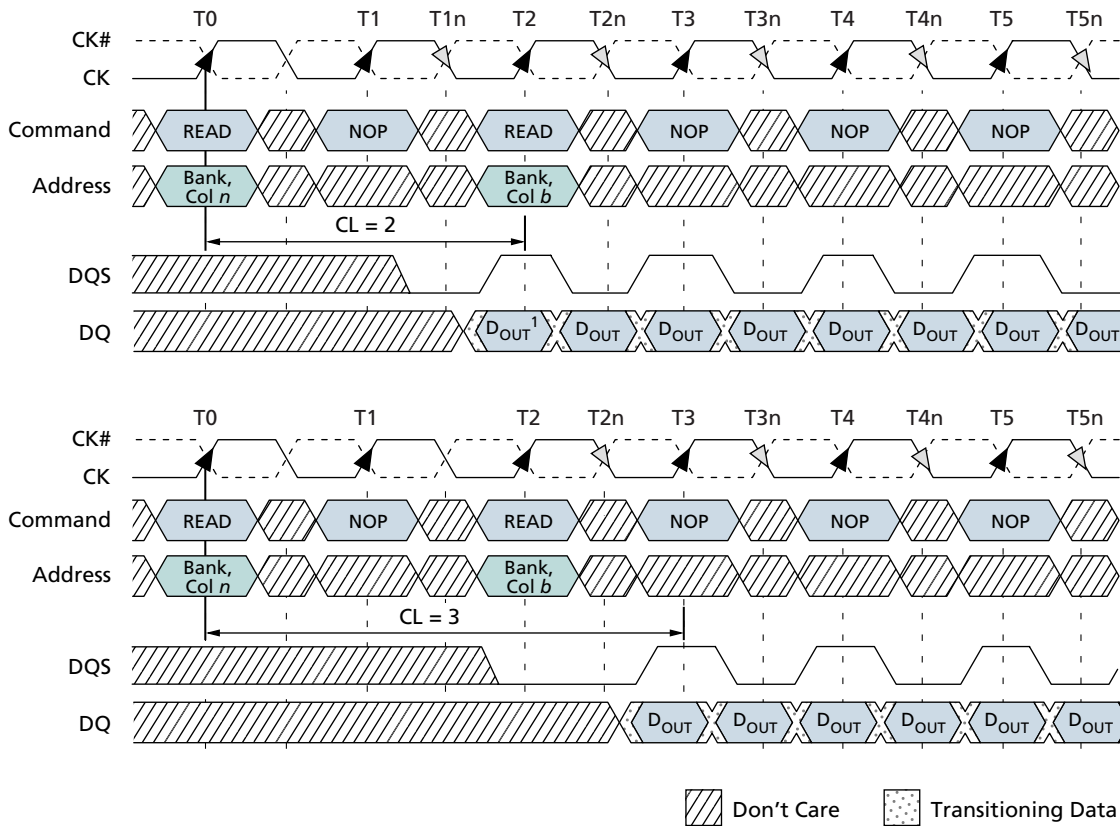 T0 T1 T1n T2 T2n T3 T3n T4 T4n T5 T5n
CK#
CK
Command READ NOP READ NOP NOP NOP
Address Bank, Col n Bank, Col b
CL = 2
DQS
DQ DOUT¹ DOUT DOUT DOUT DOUT DOUT DOUT DOUT
T0 T1 T2 T2n T3 T3n T4 T4n T5 T5n
CK#
CK
Command READ NOP READ NOP NOP NOP
Address Bank, Col n Bank, Col b
CL = 3
DQS
DQ DOUT DOUT DOUT DOUT DOUT DOUT
Don't Care Transitioning Data